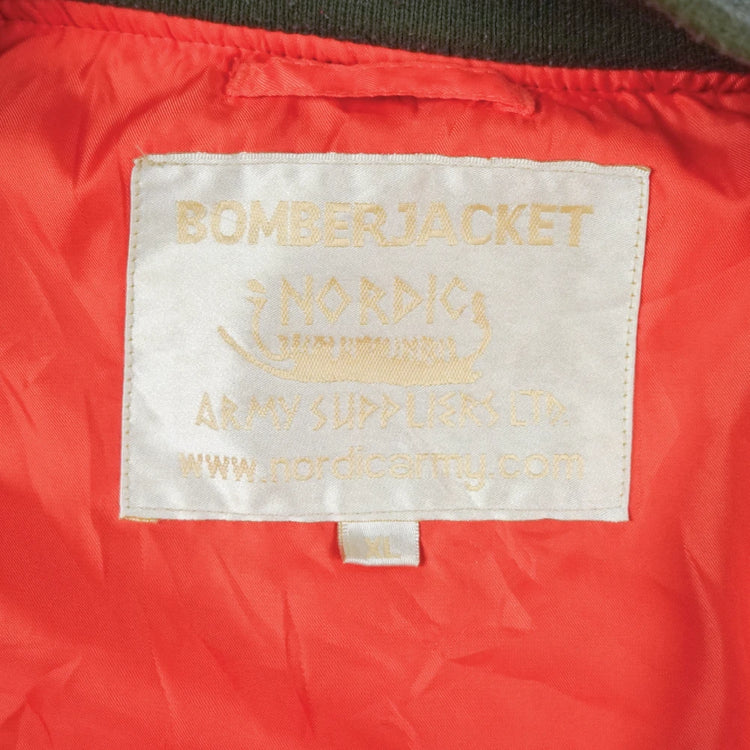 BOMBERJACKET
NORDIC
ARMY SUPPLIERS LTD.
www.nordicarmy.com
XL